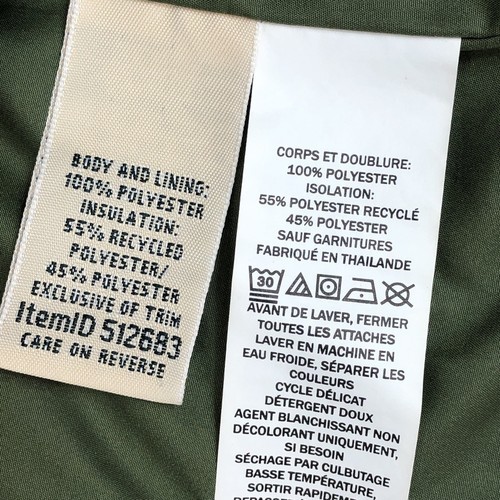 BODY AND LINING:
100% POLYESTER
INSULATION:
55% RECYCLED
POLYESTER/
45% POLYESTER
EXCLUSIVE OF TRIM
ItemID 512683
CARE ON REVERSE
CORPS ET DOUBLURE:
100% POLYESTER
ISOLATION:
55% POLYESTER RECYCLÉ
45% POLYESTER
SAUF GARNITURES
FABRIQUÉ EN THAILANDE
30
AVANT DE LAVER, FERMER
TOUTES LES ATTACHES
LAVER EN MACHINE EN
EAU FROIDE, SÉPARER LES
COULEURS
CYCLE DÉLICAT
DÉTERGENT DOUX
AGENT BLANCHISSANT NON
DÉCOLORANT UNIQUEMENT,
SI BESOIN
SÉCHAGE PAR CULBUTAGE
BASSE TEMPÉRATURE,
SORTIR RAPIDEMENT